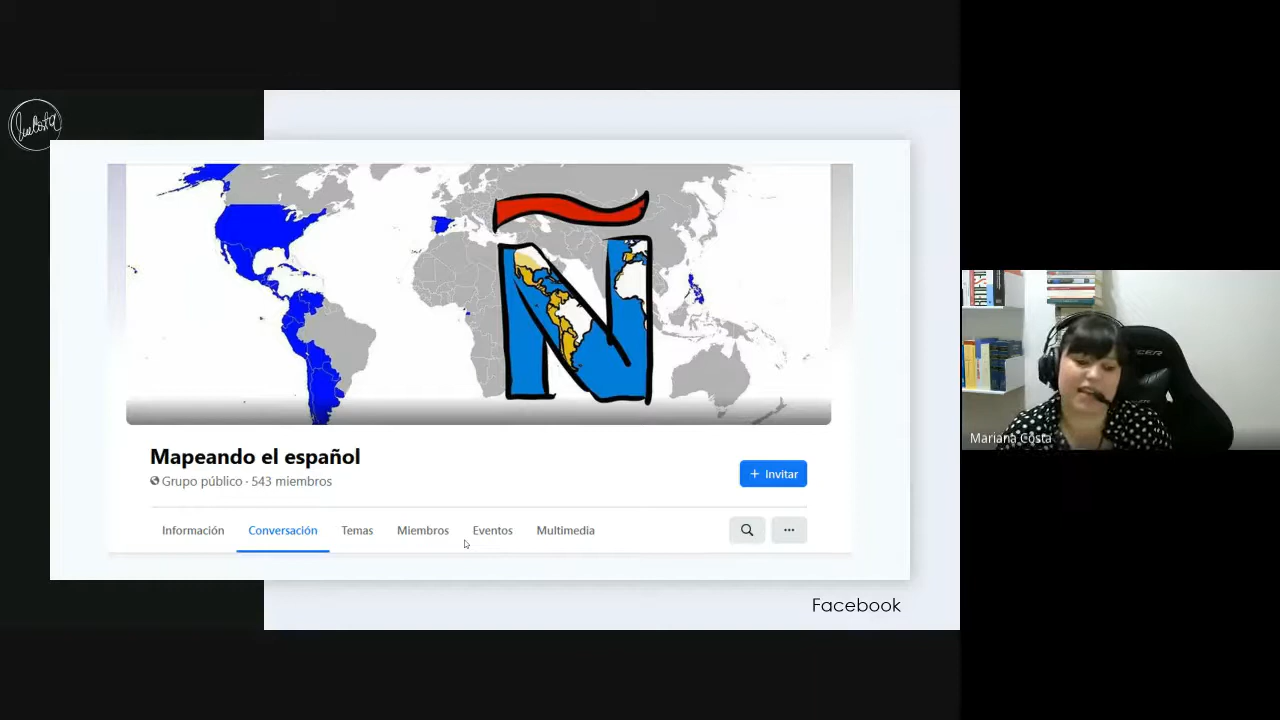 Ñ
Mapeando el español
Grupo público · 543 miembros
+ Invitar
Información Conversación Temas Miembros Eventos Multimedia
Facebook
Mariana Costa